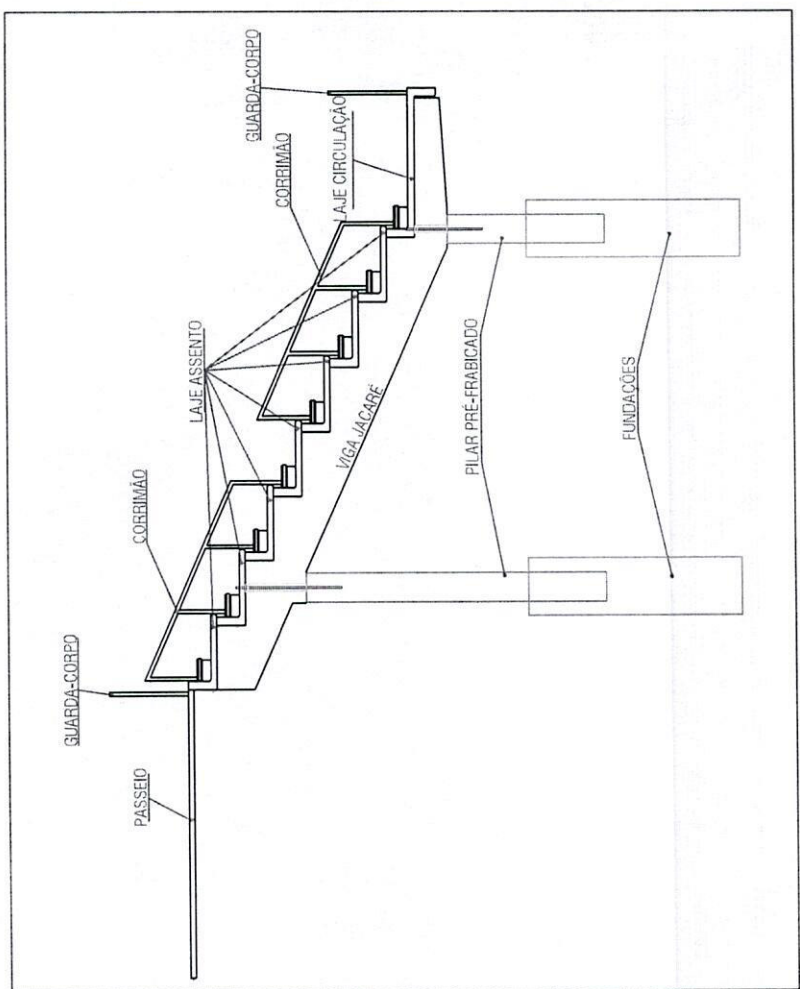 GUARDA-CORPO
CORRIMÃO
LAJE CIRCULAÇÃO
LAJE ASSENTO
CORRIMÃO
GUARDA-CORPO
PASSEIO
VIGA JACARÉ
PILAR PRÉ-FRABICADO
FUNDAÇÕES